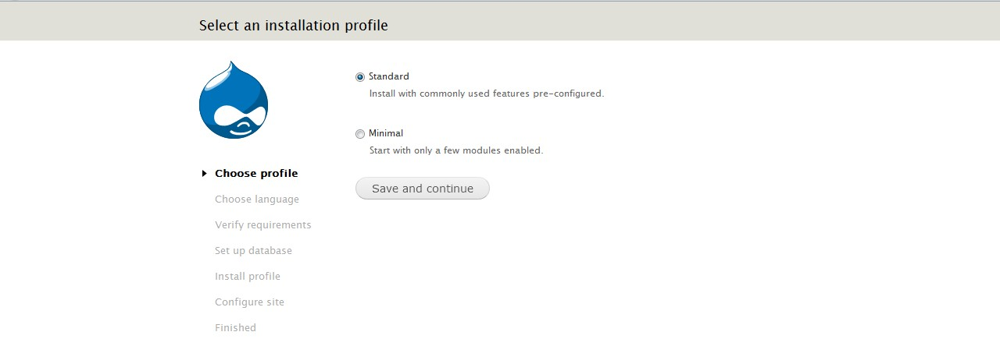 Select an installation profile
Standard
Install with commonly used features pre-configured.
Minimal
Start with only a few modules enabled.
Save and continue
Choose profile
Choose language
Verify requirements
Set up database
Install profile
Configure site
Finished